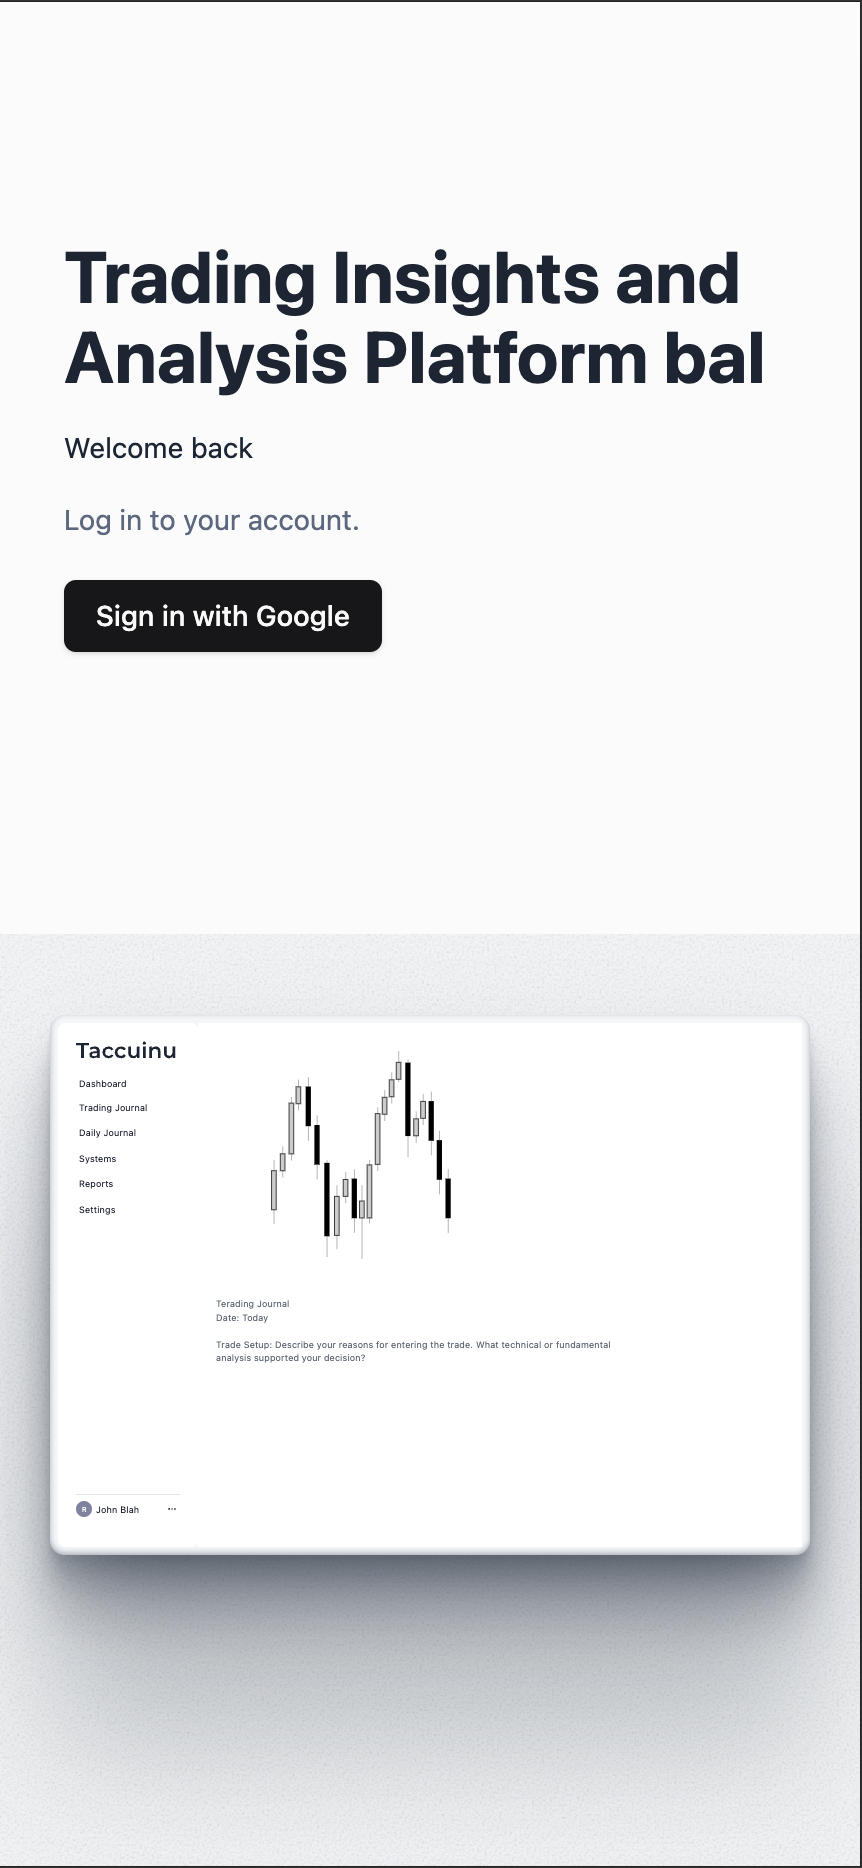 Trading Insights and
Analysis Platform bal
Welcome back
Log in to your account.
Sign in with Google
Taccuinu
Dashboard
Trading Journal
Daily Journal
Systems
Reports
Settings
Terading Journal
Date: Today
Trade Setup: Describe your reasons for entering the trade. What technical or fundamental
analysis supported your decision?
R John Blah ...